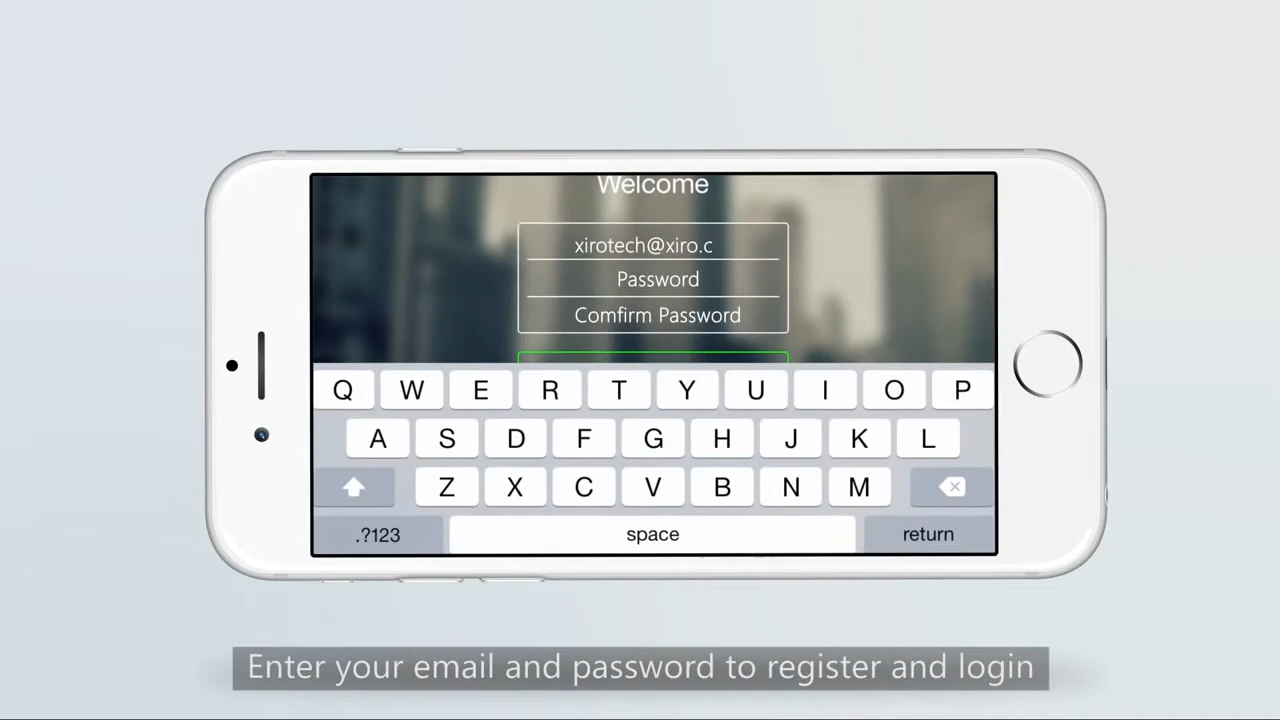 Welcome
xirotech@xiro.c
Password
Comfirm Password
Q W E R T Y U I O P
A S D F G H J K L
Z X C V B N M
.?123 space return
Enter your email and password to register and login